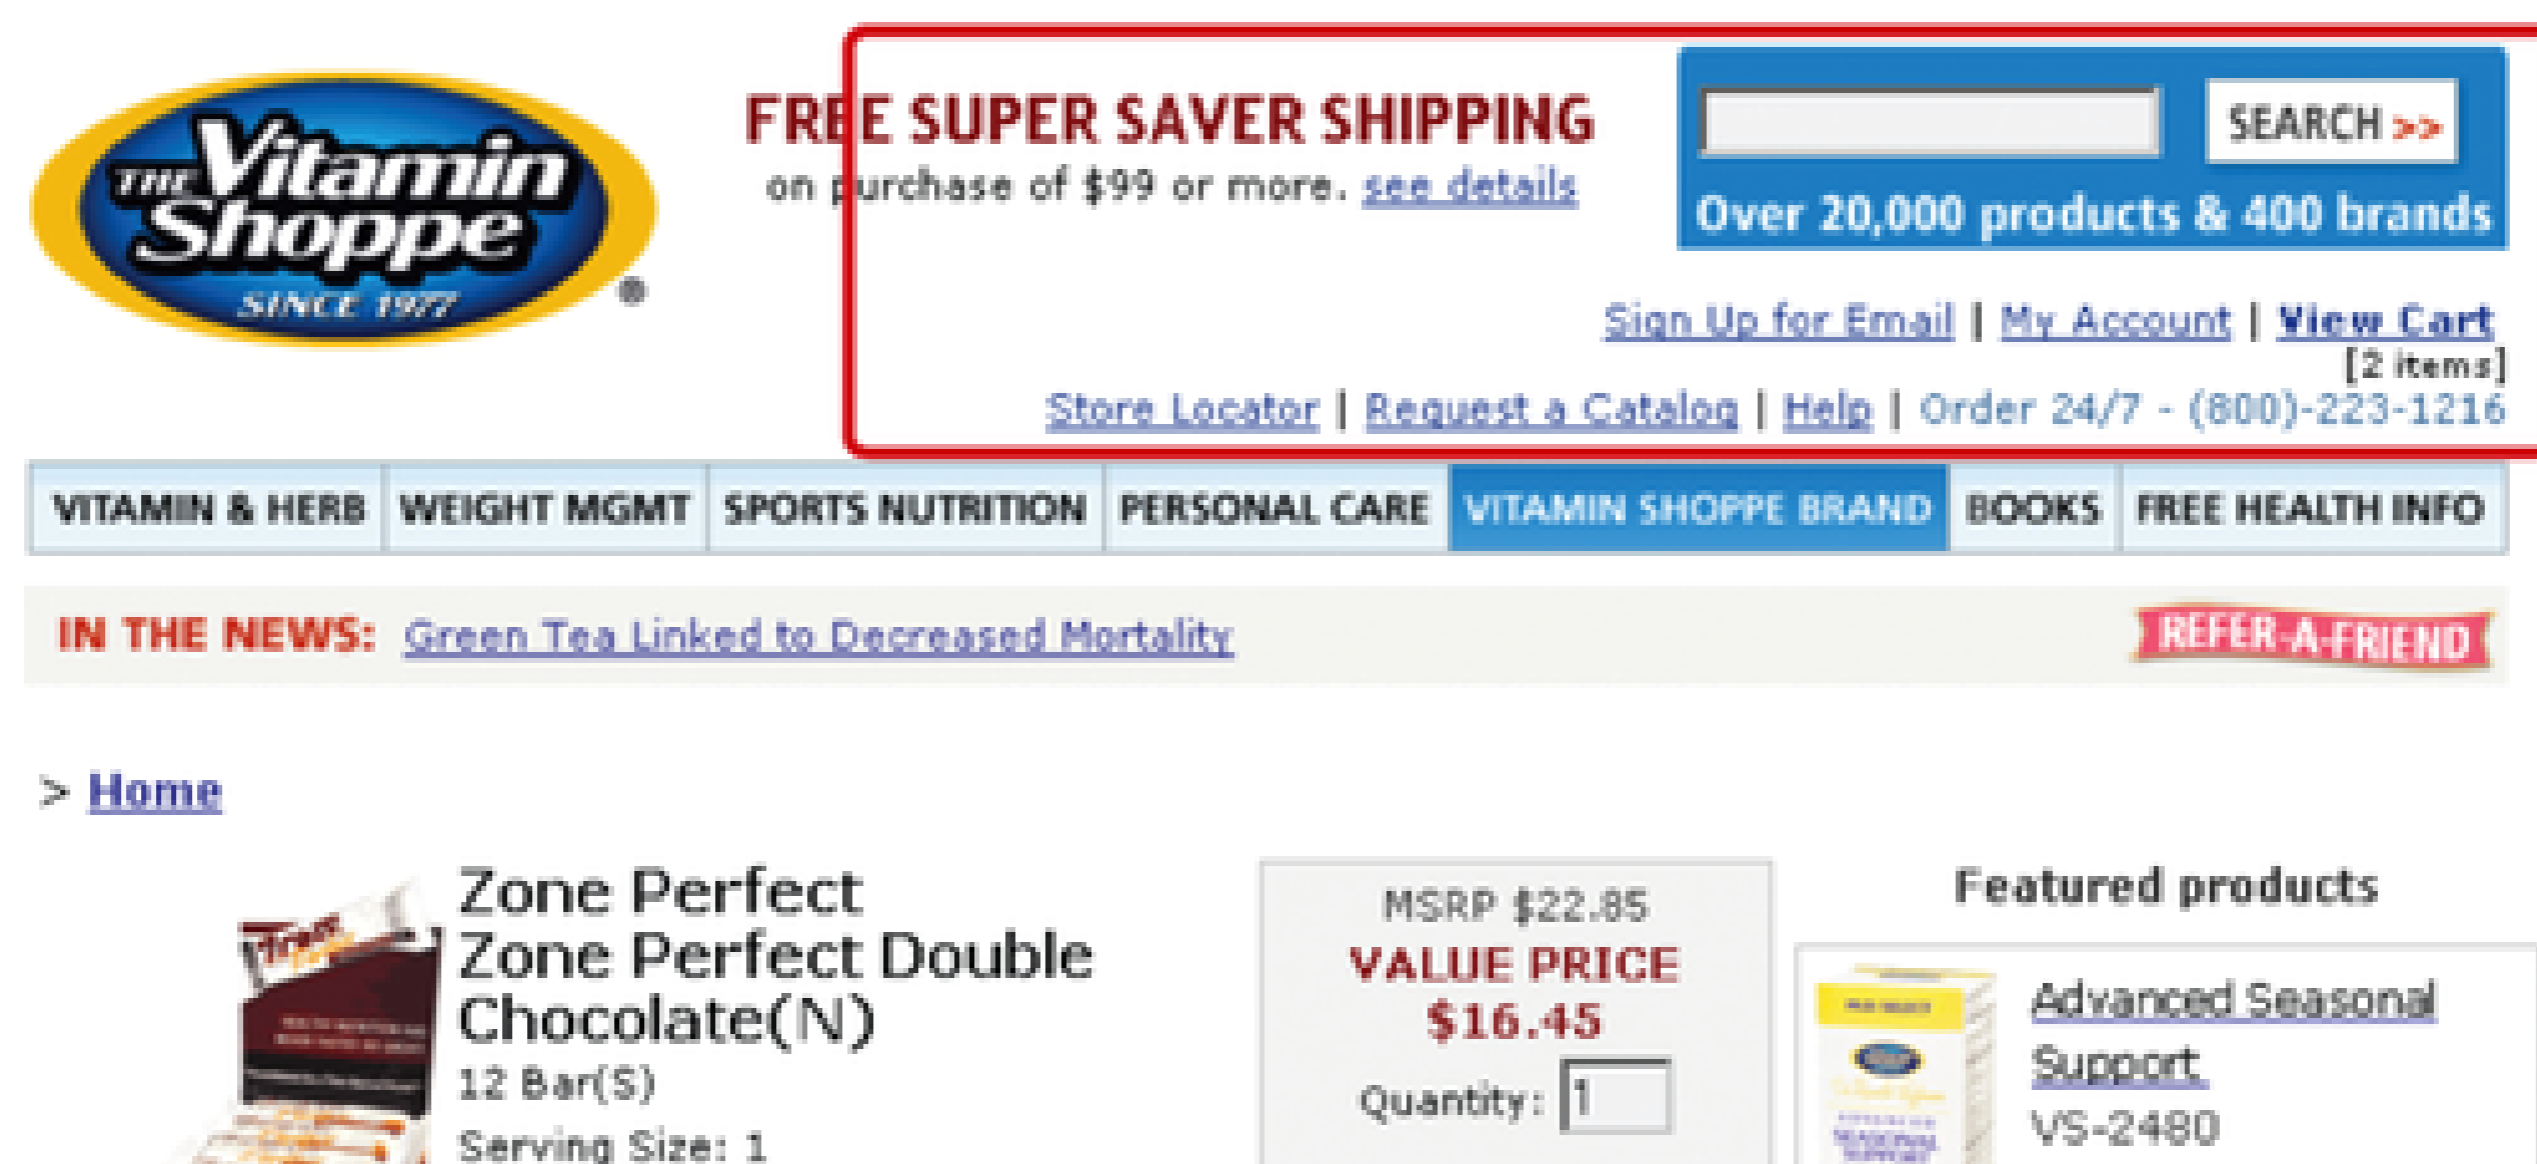 THE Vitamin
Shoppe
SINCE 1977
®
FREE SUPER SAVER SHIPPING
on purchase of $99 or more. see details
SEARCH >>
Over 20,000 products & 400 brands
Sign Up for Email | My Account | View Cart
[2 items]
Store Locator | Request a Catalog | Help | Order 24/7 - (800)-223-1216
VITAMIN & HERB WEIGHT MGMT SPORTS NUTRITION PERSONAL CARE VITAMIN SHOPPE BRAND BOOKS FREE HEALTH INFO
IN THE NEWS: Green Tea Linked to Decreased Mortality
REFER-A-FRIEND
> Home
Zone Perfect
Zone Perfect Double
Chocolate(N)
12 Bar(S)
Serving Size: 1
MSRP $22.85
VALUE PRICE
$16.45
Quantity: 1
Featured products
Advanced Seasonal
Support
VS-2480
SEASONAL
SUPPORT